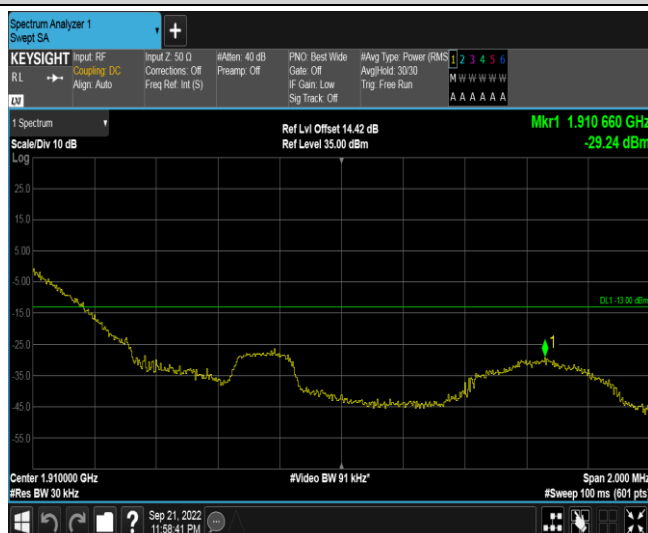 Spectrum Analyzer 1
Swept SA
+
KEYSIGHT
RL
Input: RF
Coupling: DC
Align: Auto
Input Z: 50 Ω
Corrections: Off
Freq Ref: Int (S)
#Atten: 40 dB
Preamp: Off
PNO: Best Wide
Gate: Off
IF Gain: Low
Sig Track: Off
#Avg Type: Power (RMS
Avg|Hold: 30/30
Trig: Free Run
1 2 3 4 5 6
M W W W W W
A A A A A A
LXI
1 Spectrum
Scale/Div 10 dB
Ref Lvl Offset 14.42 dB
Ref Level 35.00 dBm
Mkr1 1.910 660 GHz
-29.24 dBm
Log
25.0
15.0
5.00
-5.00
DL1 -13.00 dBm
-15.0
-25.0
1
-35.0
-45.0
-55.0
Center 1.910000 GHz
#Video BW 91 kHz*
Span 2.000 MHz
#Res BW 30 kHz
#Sweep 100 ms (601 pts)
?
Sep 21, 2022
11:58:41 PM